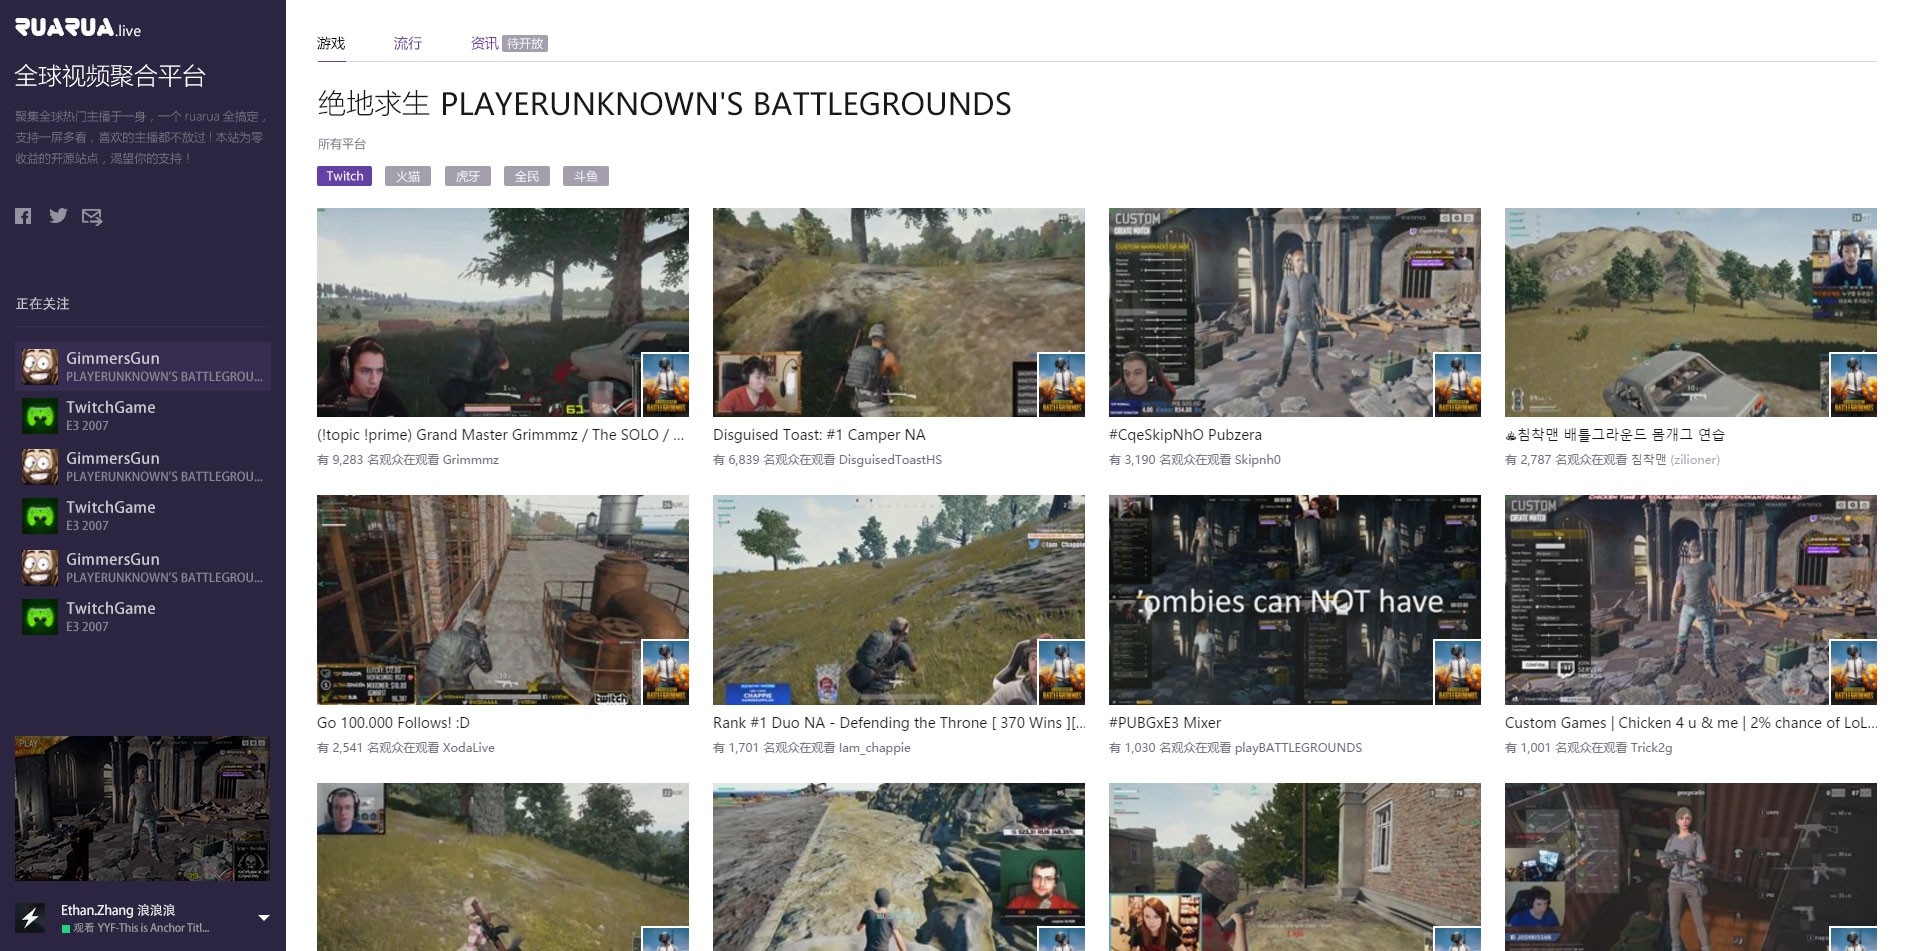 RUARUA.live
全球视频聚合平台
聚集全球热门主播于一身，一个 ruarua 全搞定，
支持一屏多看，喜欢的主播都不放过！本站为零
收益的开源站点，渴望你的支持！
正在关注
GimmersGun
PLAYERUNKNOWN'S BATTLEGROU...
TwitchGame
E3 2007
GimmersGun
PLAYERUNKNOWN'S BATTLEGROU...
TwitchGame
E3 2007
GimmersGun
PLAYERUNKNOWN'S BATTLEGROU...
TwitchGame
E3 2007
PLAY
Ethan.Zhang 浪浪浪
观看 YYF-This is Anchor Titl...
游戏 流行 资讯 待开放
绝地求生 PLAYERUNKNOWN'S BATTLEGROUNDS
所有平台
Twitch 火猫 虎牙 全民 斗鱼
CUSTOM
CREATE MATCH
(!topic !prime) Grand Master Grimmmz / The SOLO / ...
有 9,283 名观众在观看 Grimmmz
Disguised Toast: #1 Camper NA
有 6,839 名观众在观看 DisguisedToastHS
#CqeSkipNhO Pubzera
有 3,190 名观众在观看 Skipnh0
침착맨 배틀그라운드 몸개그 연습
有 2,787 名观众在观看 침착맨 (zilioner)
twitch
CHAPPIE
'ombies can NOT have
CUSTOM
CREATE MATCH
Go 100.000 Follows! :D
有 2,541 名观众在观看 XodaLive
Rank #1 Duo NA - Defending the Throne [ 370 Wins ][...
有 1,701 名观众在观看 Iam_chappie
#PUBGxE3 Mixer
有 1,030 名观众在观看 playBATTLEGROUNDS
Custom Games | Chicken 4 u & me | 2% chance of LoL...
有 1,001 名观众在观看 Trick2g